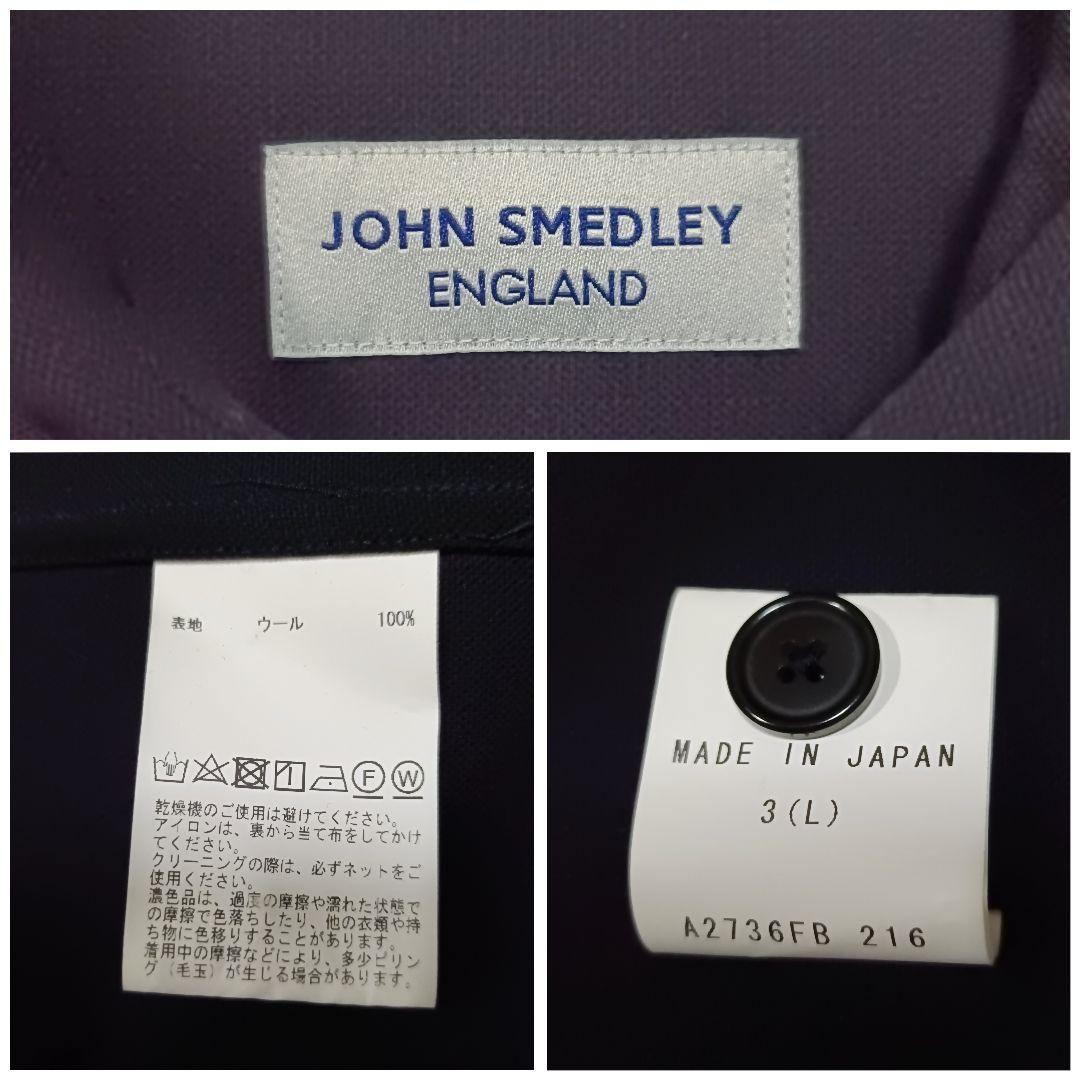 JOHN SMEDLEY
ENGLAND
表地 ウール 100%
F W
乾燥機のご使用は避けてください。
アイロンは、裏から当て布をしてかけ
てください。
クリーニングの際は、必ずネットをご
使用ください。
濃色品は、過度の摩擦や濡れた状態で
の摩擦で色落ちしたり、他の衣類や持
ち物に色移りすることがあります。
着用中の摩擦などにより、多少ピリン
グ（毛玉）が生じる場合があります。
MADE IN JAPAN
3(L)
A2736FB 216